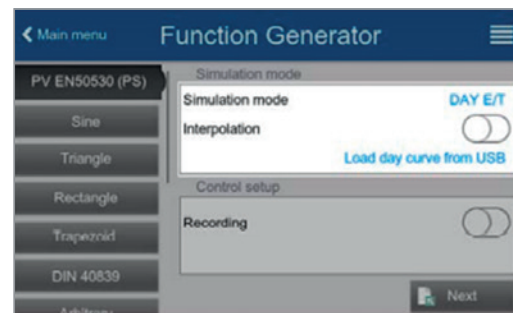 Main menu
Function Generator
PV EN50530 (PS)
Sine
Triangle
Rectangle
Trapezoid
DIN 40839
Arbitrary
Simulation mode
Simulation mode DAY E/T
Interpolation
Load day curve from USB
Control setup
Recording
Next